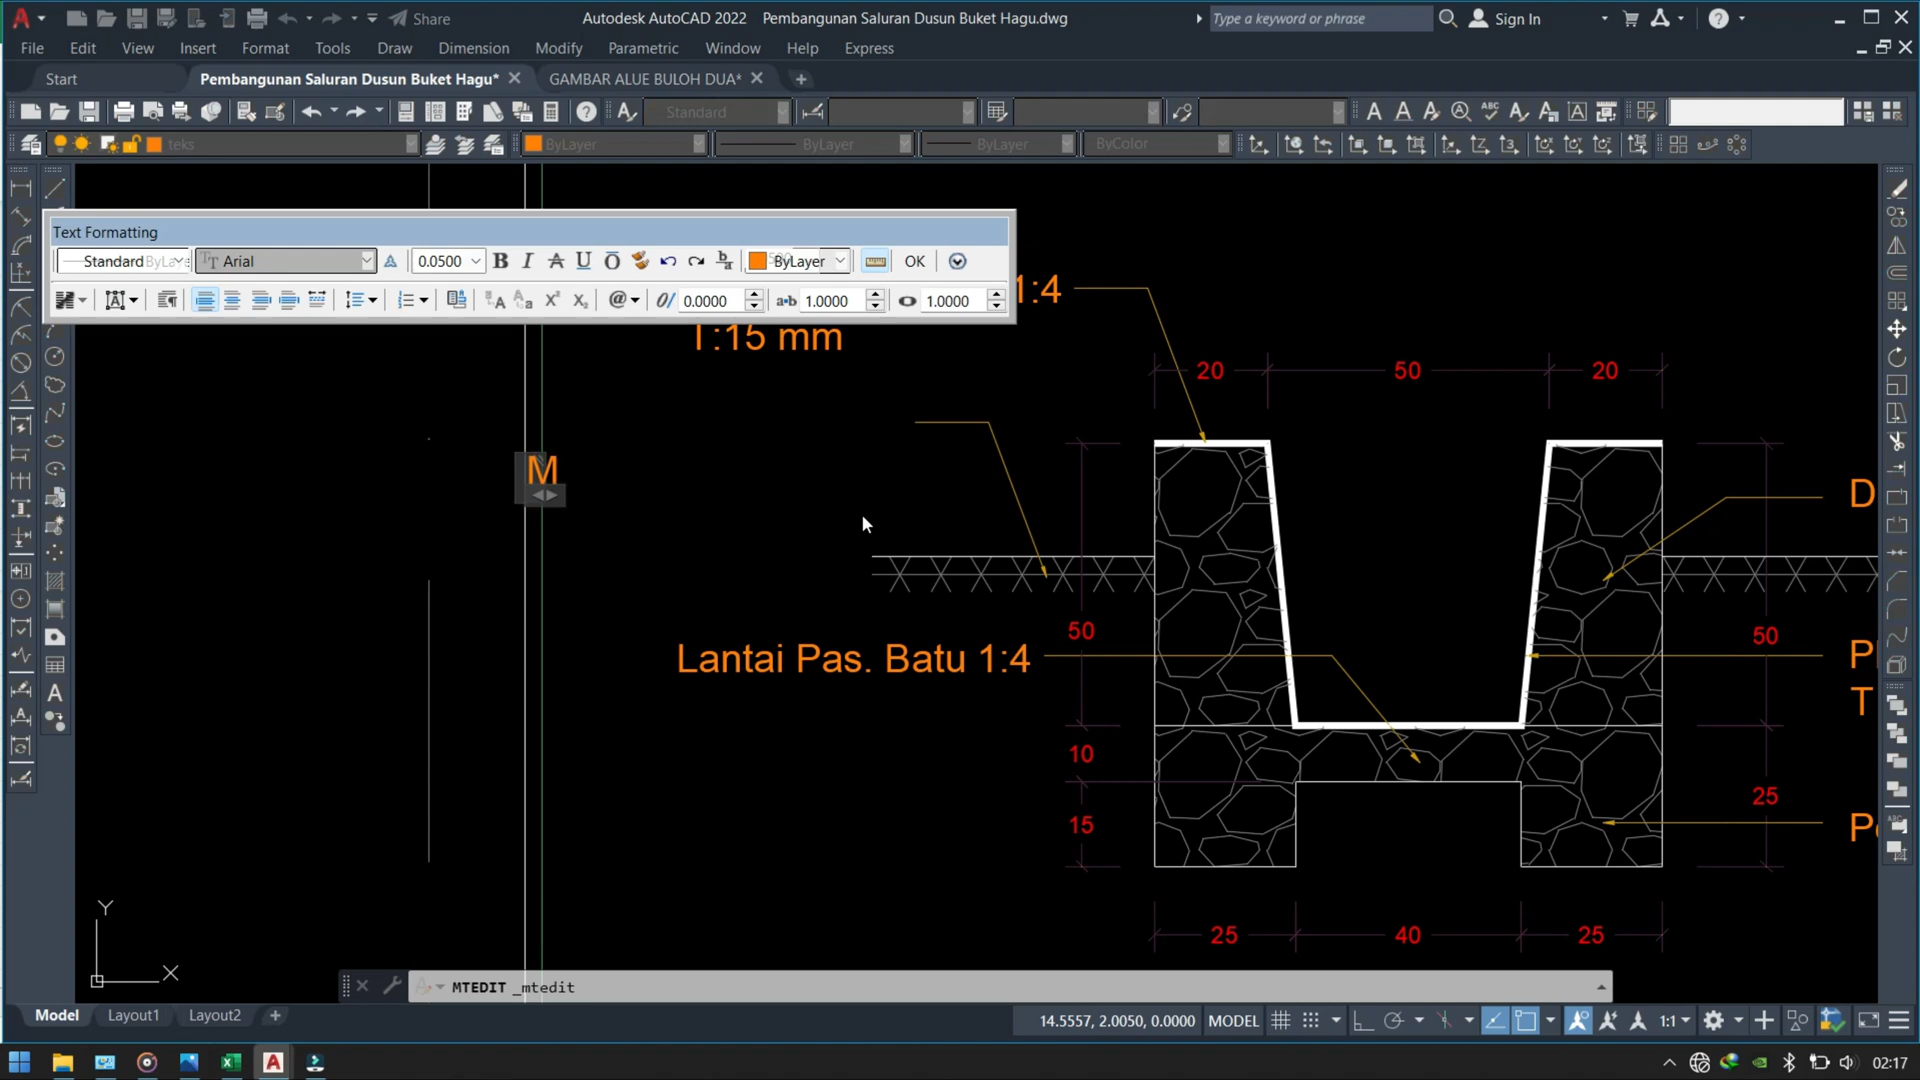 Share
Autodesk AutoCAD 2022 Pembangunan Saluran Dusun Buket Hagu.dwg
Type a keyword or phrase
Sign In
File Edit View Insert Format Tools Draw Dimension Modify Parametric Window Help Express
Start
Pembangunan Saluran Dusun Buket Hagu*
GAMBAR ALUE BULOH DUA*
Standard
teks
ByLayer
ByLayer
ByLayer
ByColor
Text Formatting
Standard
Arial
0.0500
B I A U O
ByLayer
OK
0.0000
a•b 1.0000
1.0000
1:4
T:15 mm
20
50
20
M
D
Lantai Pas. Batu 1:4
50
50
T
10
25
15
25
40
25
Y
X
MTEDIT _mtedit
Model
Layout1
Layout2
14.5557, 2.0050, 0.0000
MODEL
1:1
02:17